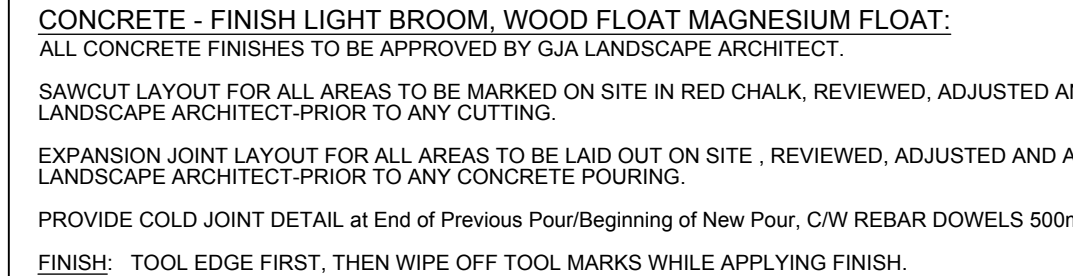 CONCRETE - FINISH LIGHT BROOM, WOOD FLOAT MAGNESIUM FLOAT:
ALL CONCRETE FINISHES TO BE APPROVED BY GJA LANDSCAPE ARCHITECT.
SAWCUT LAYOUT FOR ALL AREAS TO BE MARKED ON SITE IN RED CHALK, REVIEWED, ADJUSTED
LANDSCAPE ARCHITECT-PRIOR TO ANY CUTTING.
EXPANSION JOINT LAYOUT FOR ALL AREAS TO BE LAID OUT ON SITE , REVIEWED, ADJUSTED AND
LANDSCAPE ARCHITECT-PRIOR TO ANY CONCRETE POURING.
PROVIDE COLD JOINT DETAIL at End of Previous Pour/Beginning of New Pour, C/W REBAR DOWELS
FINISH: TOOL EDGE FIRST, THEN WIPE OFF TOOL MARKS WHILE APPLYING FINISH.